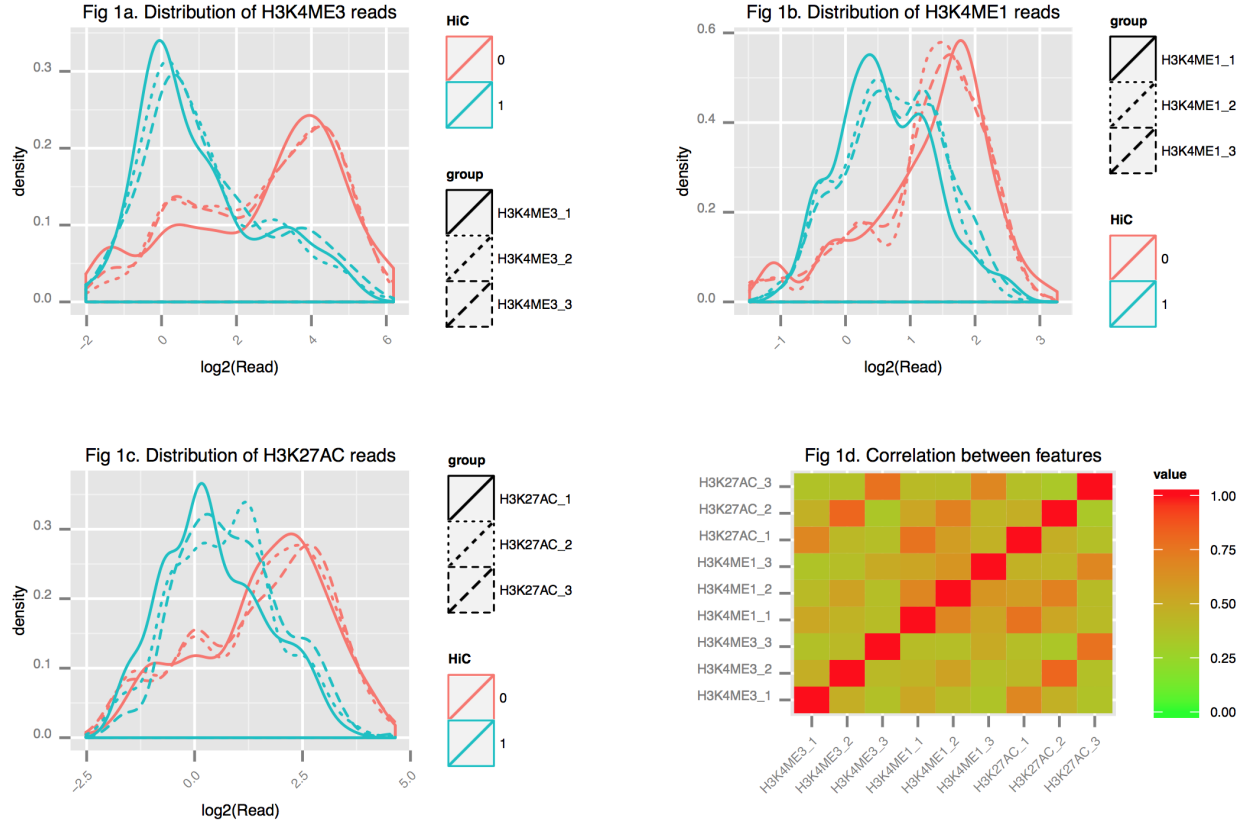 Fig 1a. Distribution of H3K4ME3 reads
density
0.3
0.2
0.1
0.0
−2
0
2
4
6
log2(Read)
HiC
0
1
group
H3K4ME3_1
H3K4ME3_2
H3K4ME3_3
Fig 1b. Distribution of H3K4ME1 reads
density
0.6
0.4
0.2
0.0
−1
0
1
2
3
log2(Read)
group
H3K4ME1_1
H3K4ME1_2
H3K4ME1_3
HiC
0
1
Fig 1c. Distribution of H3K27AC reads
density
0.3
0.2
0.1
0.0
−2.5
0.0
2.5
5.0
log2(Read)
group
H3K27AC_1
H3K27AC_2
H3K27AC_3
HiC
0
1
Fig 1d. Correlation between features
H3K27AC_3
H3K27AC_2
H3K27AC_1
H3K4ME1_3
H3K4ME1_2
H3K4ME1_1
H3K4ME3_3
H3K4ME3_2
H3K4ME3_1
H3K4ME3_1
H3K4ME3_2
H3K4ME3_3
H3K4ME1_1
H3K4ME1_2
H3K4ME1_3
H3K27AC_1
H3K27AC_2
H3K27AC_3
value
1.00
0.75
0.50
0.25
0.00